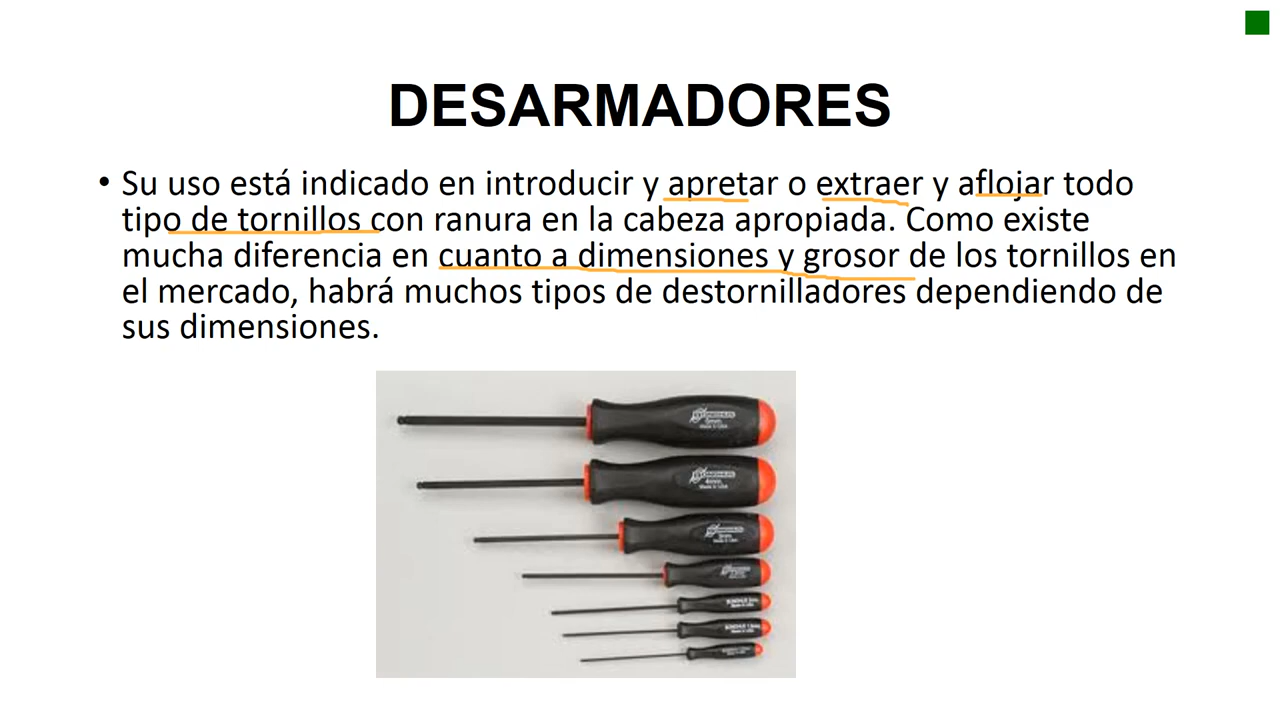 DESARMADORES
• Su uso está indicado en introducir y apretar o extraer y aflojar todo
tipo de tornillos con ranura en la cabeza apropiada. Como existe
mucha diferencia en cuanto a dimensiones y grosor de los tornillos en
el mercado, habrá muchos tipos de destornilladores dependiendo de
sus dimensiones.